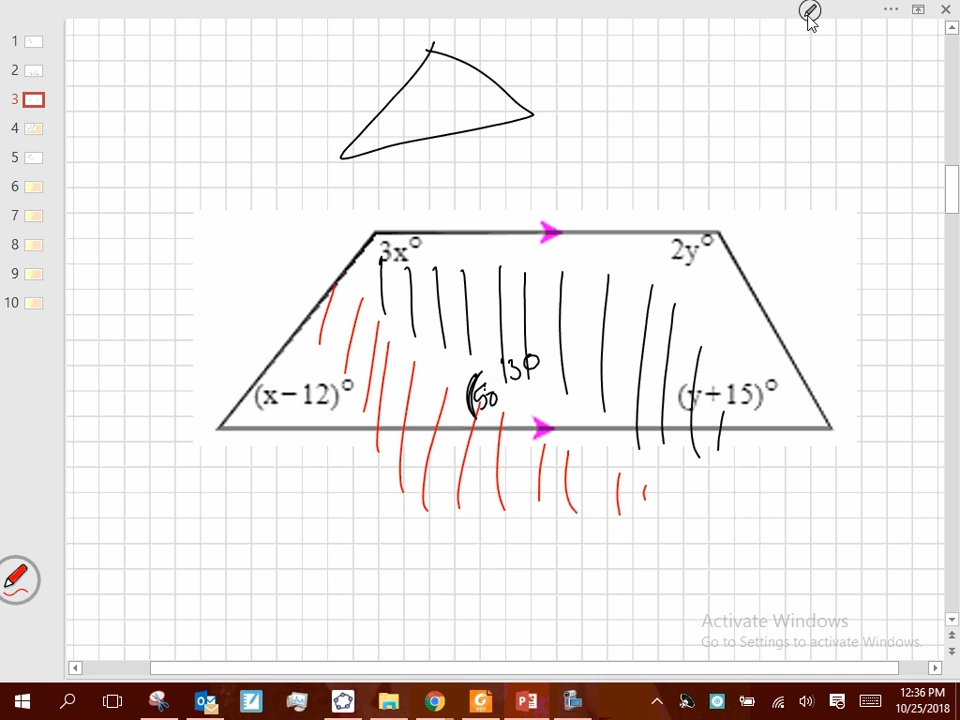 1
2
3
4
5
6
7
8
9
10
3x° 2y°
130
50
(x−12)° (y+15)°
Activate Windows
Go to Settings to activate Windows.
12:36 PM
10/25/2018